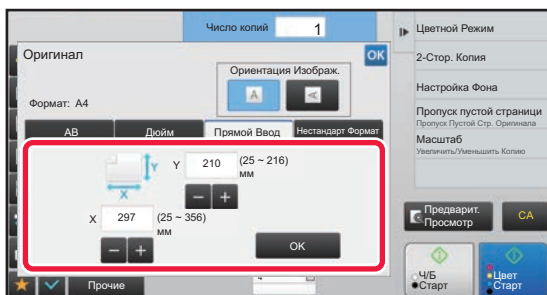 Число копий 1
Оригинал
OK
Ориентация Изображ.
A
A
Формат: A4
AB
Дюйм
Прямой Ввод
Нестандарт Формат
Y
X
Y 210 (25 ~ 216)
мм
X 297 (25 ~ 356)
мм
OK
Прочие
Цветной Режим
2-Стор. Копия
Настройка Фона
Пропуск пустой страници
Пропуск Пустой Стр. Оригинала
Масштаб
Увеличить/Уменьшить Копию
Предварит.
Просмотр
CA
Ч/Б
Старт
Цвет
Старт